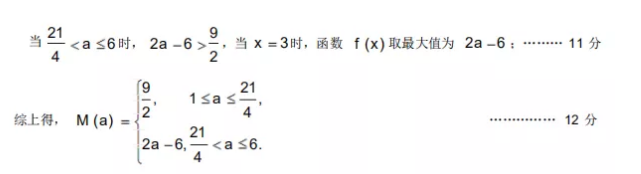 当 21/4 < a ≤ 6 时， 2a - 6 > 9/2， 当 x = 3 时，函数 f (x) 取最大值为 2a - 6； ……… 11 分
综上得， M (a) = { 9/2, 1 ≤ a ≤ 21/4,
2a - 6, 21/4 < a ≤ 6. …………… 12 分